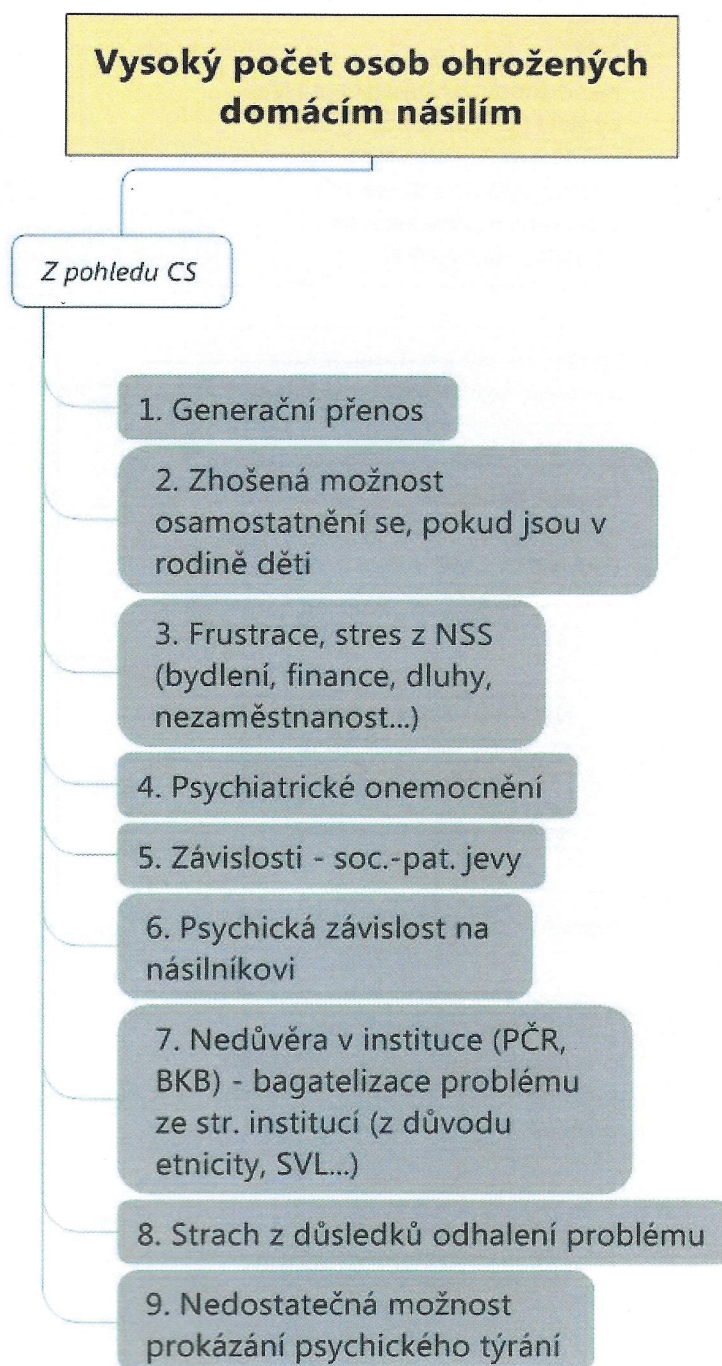 Vysoký počet osob ohrožených
domácím násilím
Z pohledu CS
1. Generační přenos
2. Zhošená možnost
osamostatnění se, pokud jsou v
rodině děti
3. Frustrace, stres z NSS
(bydlení, finance, dluhy,
nezaměstnanost...)
4. Psychiatrické onemocnění
5. Závislosti - soc.-pat. jevy
6. Psychická závislost na
násilníkovi
7. Nedůvěra v instituce (PČR,
BKB) - bagatelizace problému
ze str. institucí (z důvodu
etnicity, SVL...)
8. Strach z důsledků odhalení problému
9. Nedostatečná možnost
prokázání psychického týrání